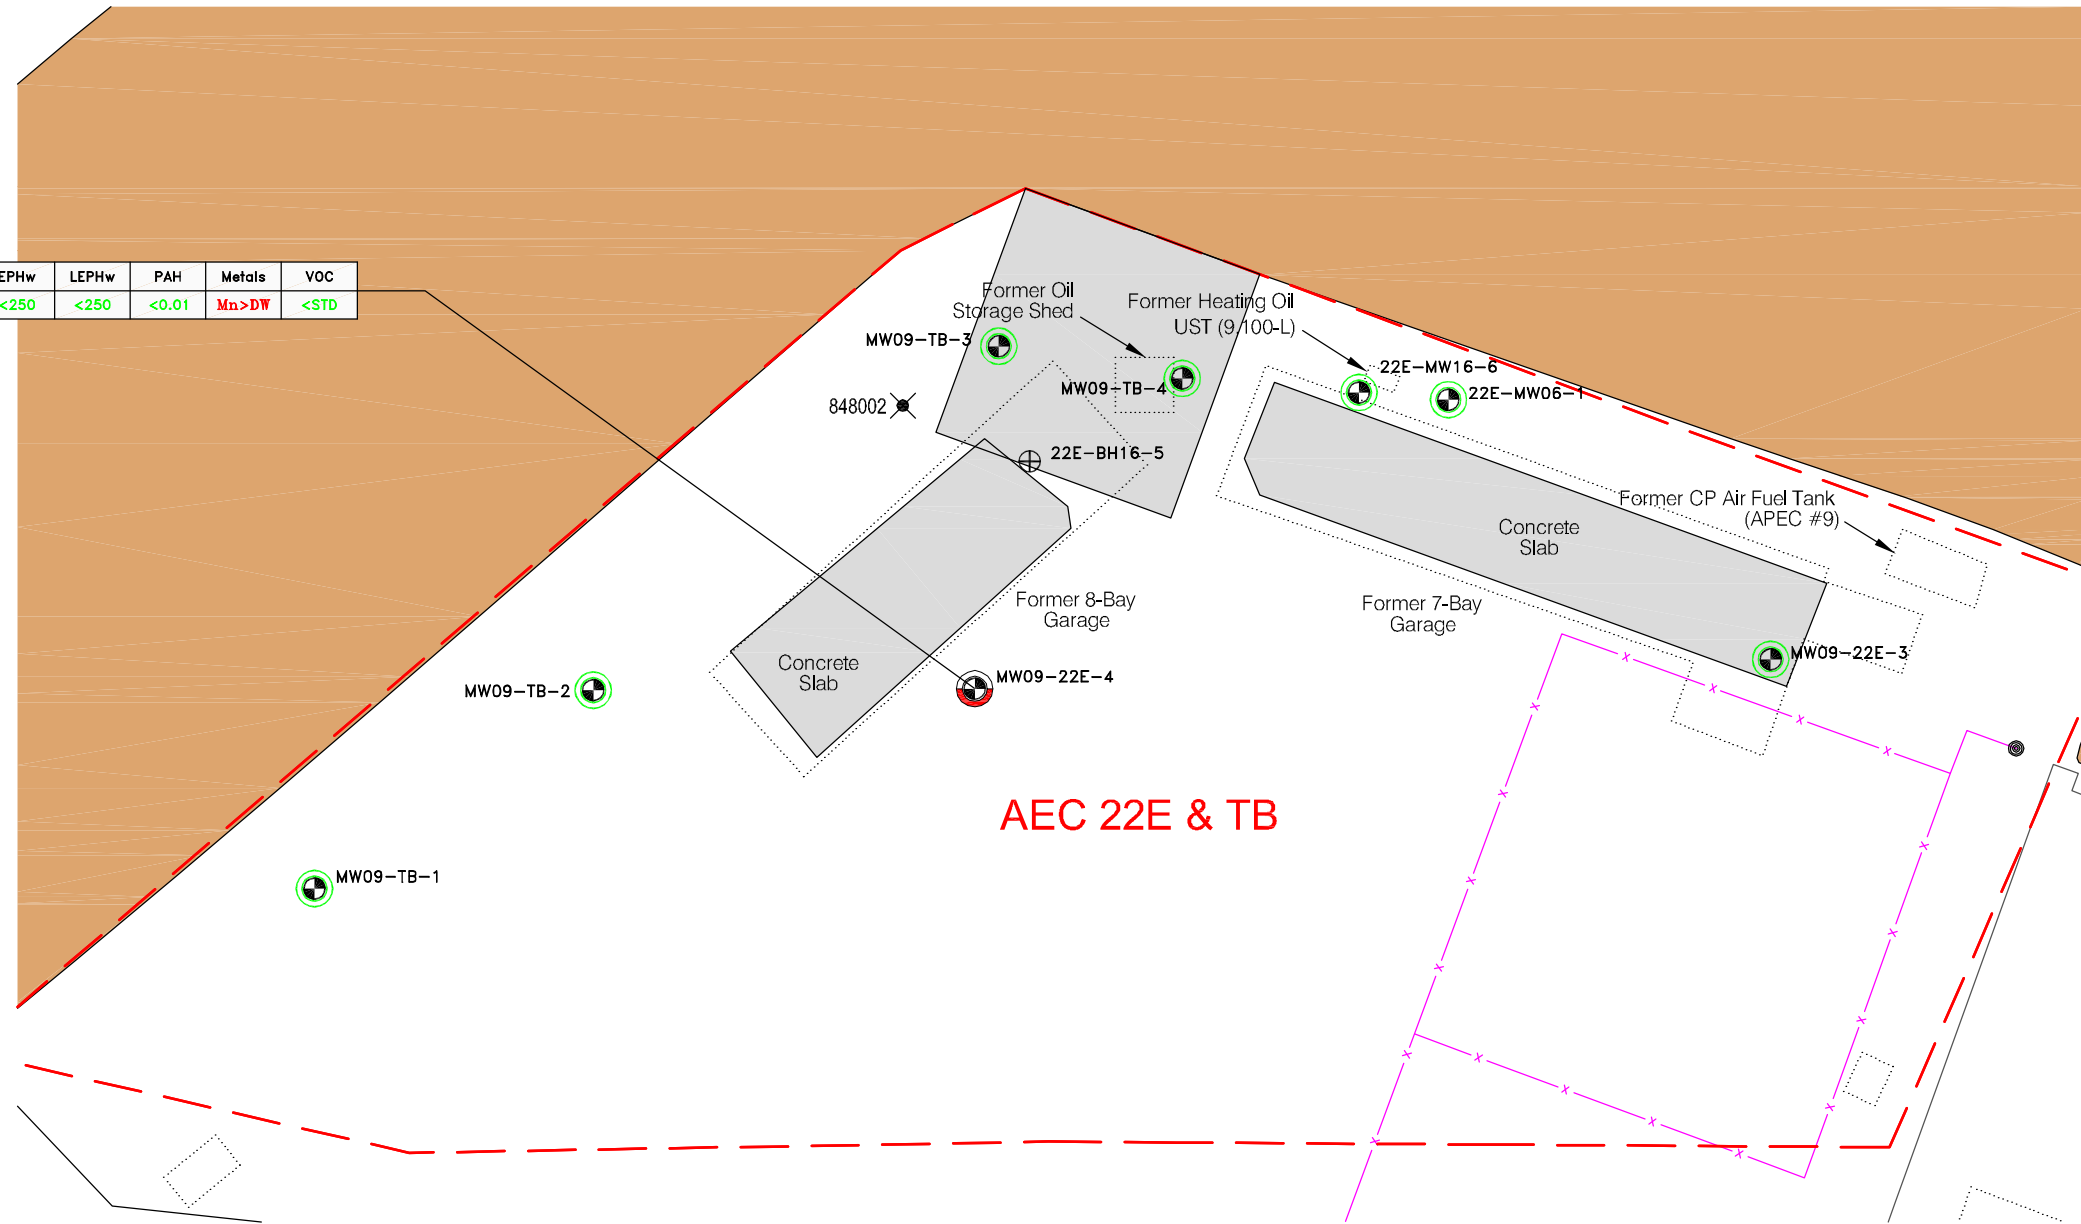 EPHw LEPHw PAH Metals VOC
<250 <250 <0.01 Mn>DW <STD
Former Oil
Storage Shed
Former Heating Oil
UST (9,100-L)
MW09-TB-3
MW09-TB-4
22E-MW16-6
22E-MW06-1
848002
22E-BH16-5
Former CP Air Fuel Tank
(APEC #9)
Concrete
Slab
Former 8-Bay
Garage
Former 7-Bay
Garage
Concrete
Slab
MW09-22E-3
MW09-22E-4
MW09-TB-2
AEC 22E & TB
MW09-TB-1